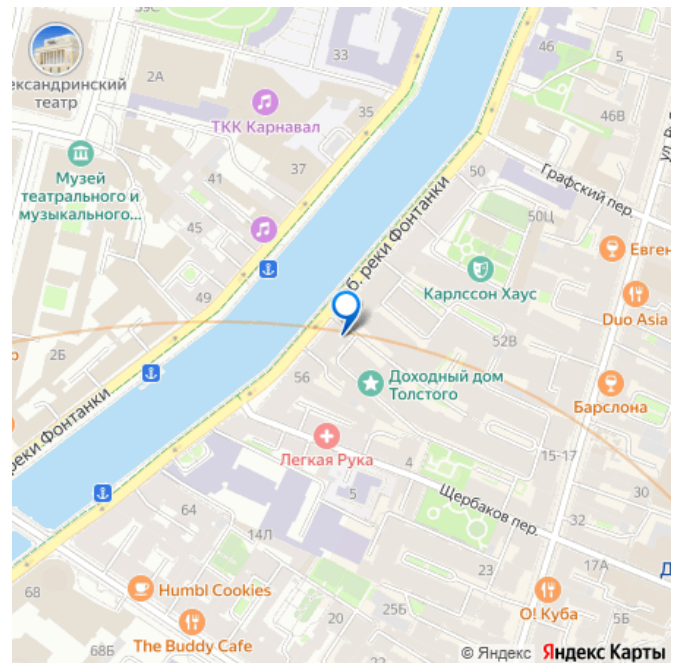 33
46
5
ександринский
театр
2А
46В
35
ТКК Карнавал
37
Музей
театрального и
музыкального...
41
50
Графский пер.
45
50Ц
б. реки Фонтанки
Евген
Карлссон Хаус
49
Duo Asia
2Б
52В
56
Доходный дом
Толстого
Барслона
реки Фонтанки
Легкая Рука
4
15-17
5
Щербаков пер.
30
64
32
14Л
23
17А
Д
68
Humbl Cookies
О! Куба
20
25Б
5Б
The Buddy Cafe
68Б
© Яндекс Яндекс Карты